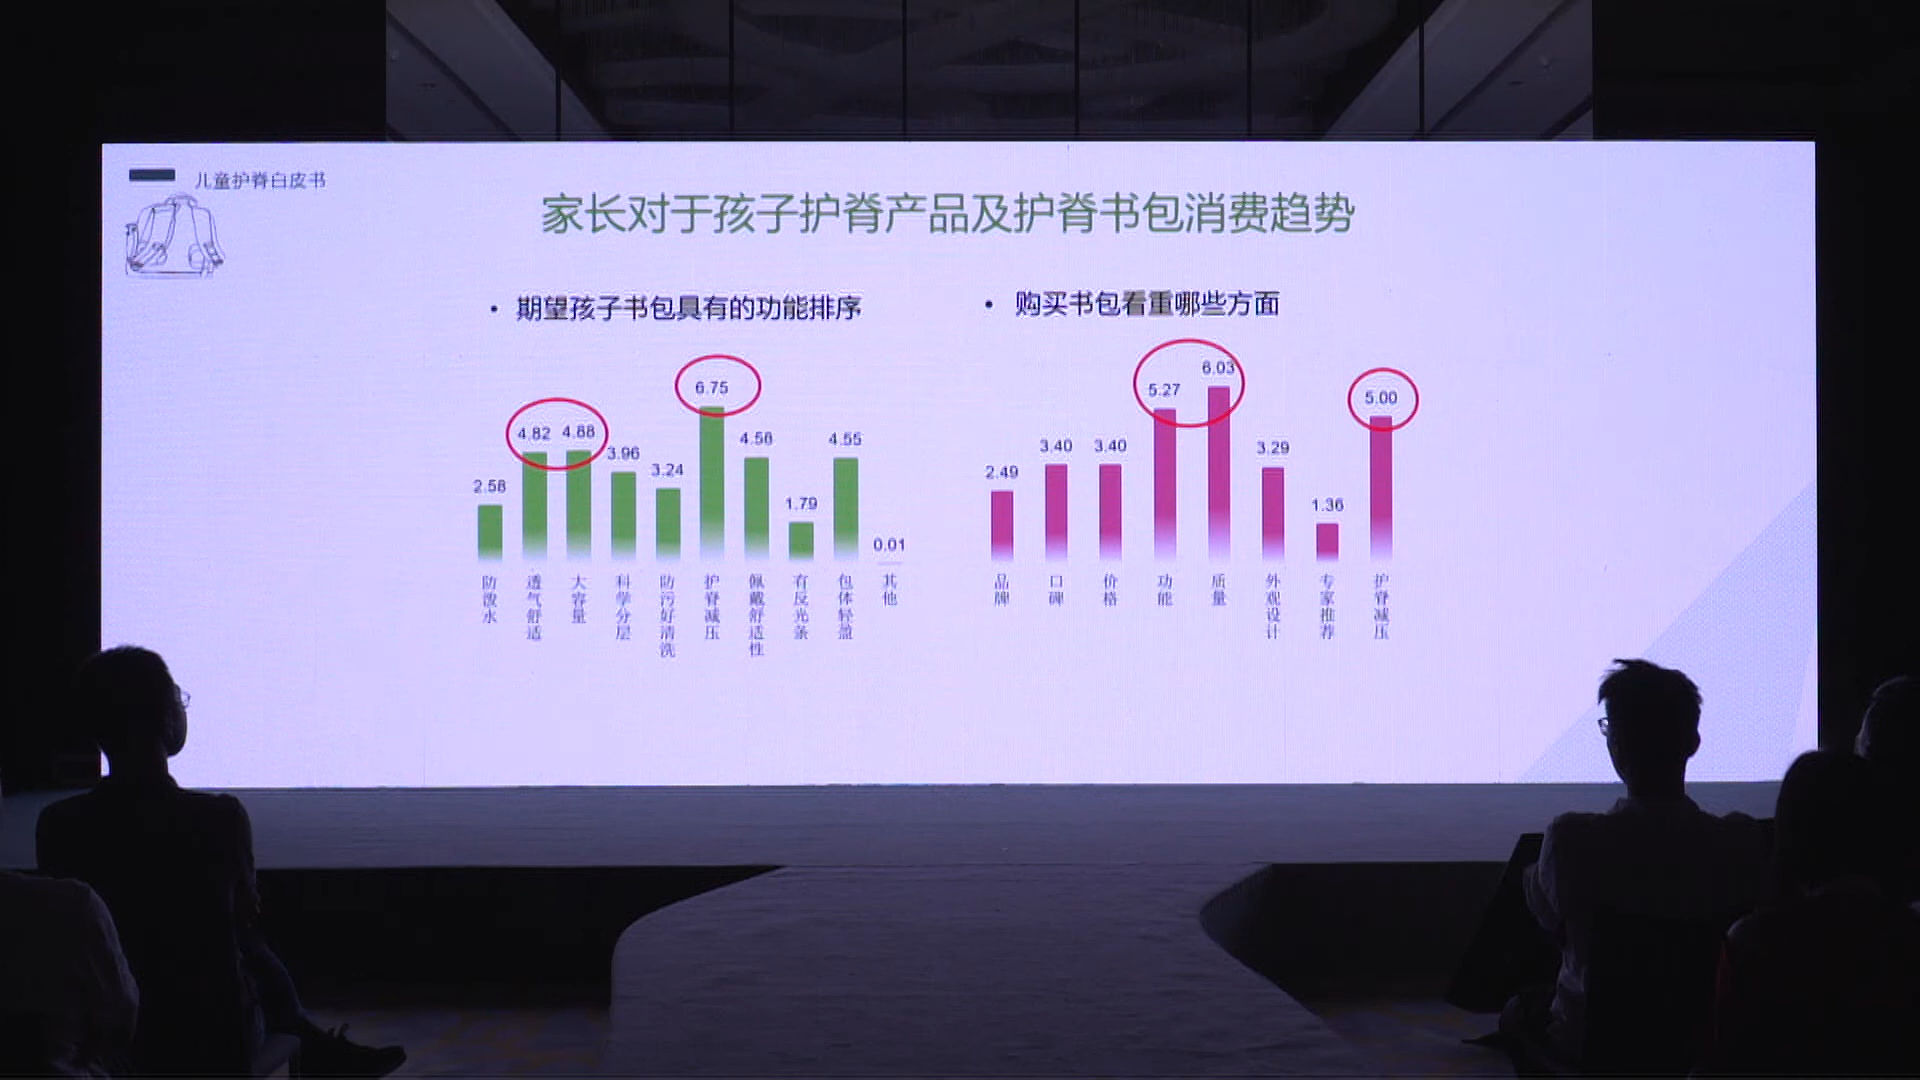 儿童护脊白皮书
家长对于孩子护脊产品及护脊书包消费趋势
• 期望孩子书包具有的功能排序
6.75
4.82 4.88 4.56 4.55
3.96
3.24
2.58
1.79
0.01
防泼水
透气舒适
大容量
科学分层
防污好清洗
护脊减压
佩戴舒适性
有反光条
包体轻盈
其他
• 购买书包看重哪些方面
6.03
5.27
5.00
3.40 3.40 3.29
2.49
1.36
品牌
口碑
价格
功能
质量
外观设计
专家推荐
护脊减压